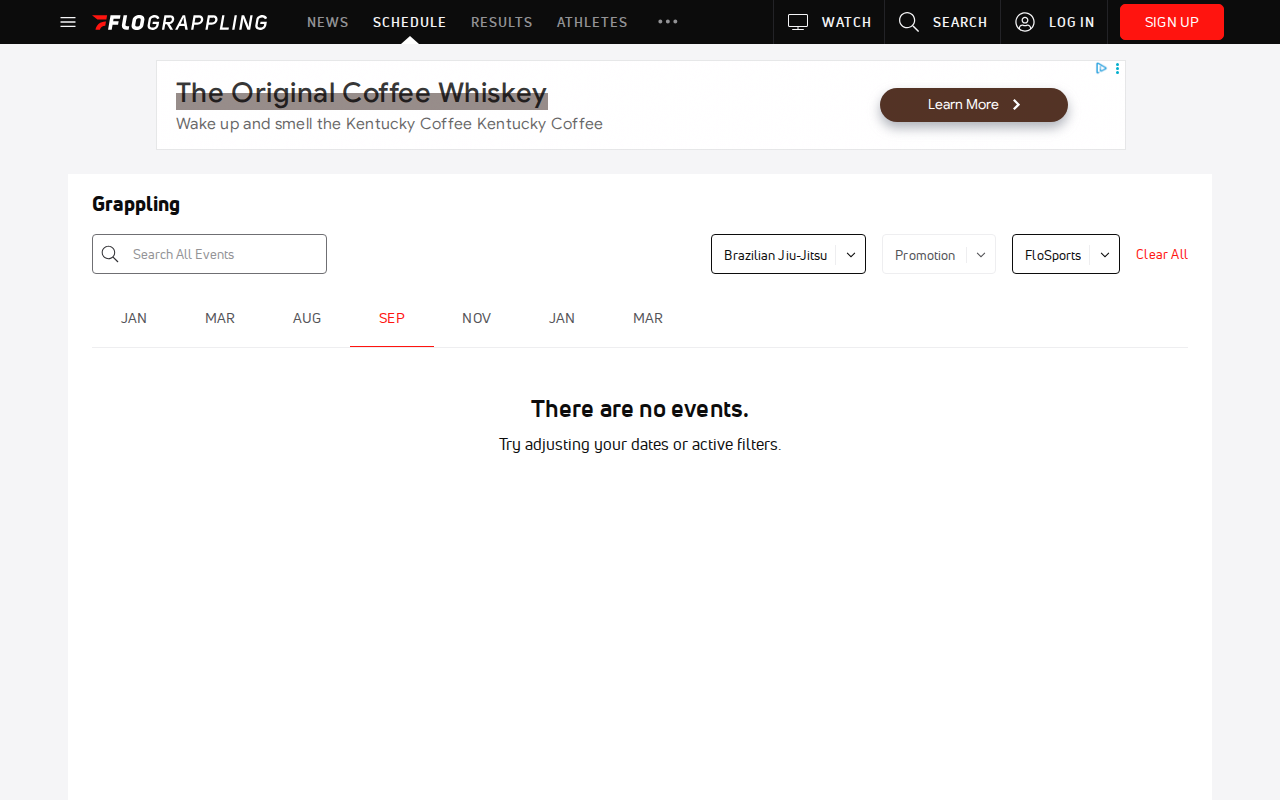 FLOGRAPPLING NEWS SCHEDULE RESULTS ATHLETES ••• WATCH SEARCH LOG IN SIGN UP
The Original Coffee Whiskey
Wake up and smell the Kentucky Coffee Kentucky Coffee
Learn More
Grappling
Search All Events
Brazilian Jiu-Jitsu Promotion FloSports Clear All
JAN MAR AUG SEP NOV JAN MAR
There are no events.
Try adjusting your dates or active filters.